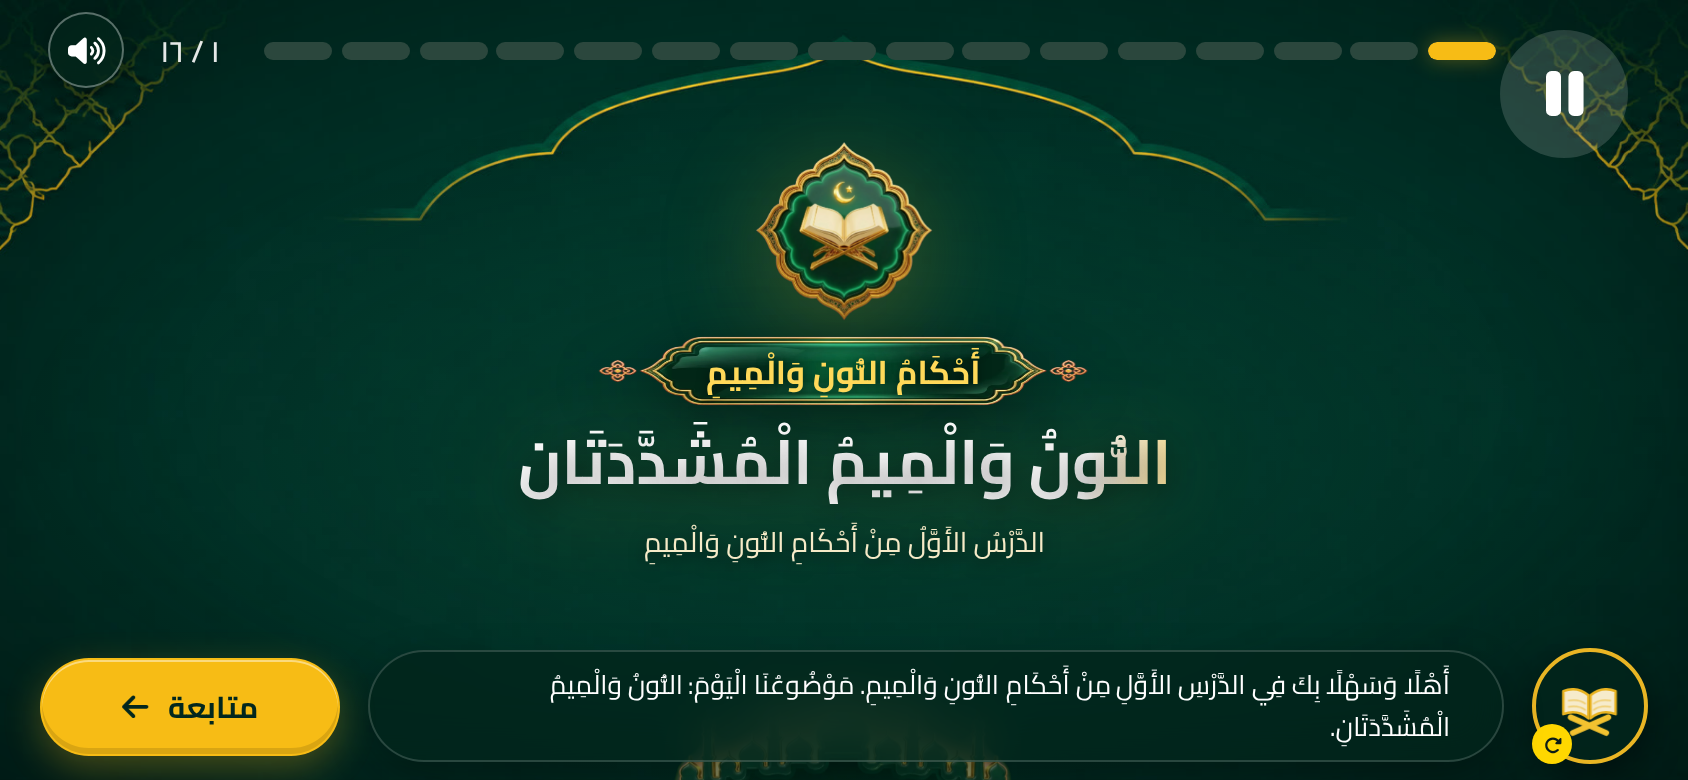 ١ / ١٦
أَحْكَامُ النُّونِ وَالْمِيمِ
النُّونُ وَالْمِيمُ الْمُشَدَّدَتَان
الدَّرْسُ الأَوَّلُ مِنْ أَحْكَامِ النُّونِ وَالْمِيمِ
أَهْلًا وَسَهْلًا بِكَ فِي الدَّرْسِ الأَوَّلِ مِنْ أَحْكَامِ النُّونِ وَالْمِيمِ. مَوْضُوعُنَا الْيَوْمَ: النُّونُ وَالْمِيمُ
الْمُشَدَّدَتَانِ.
متابعة